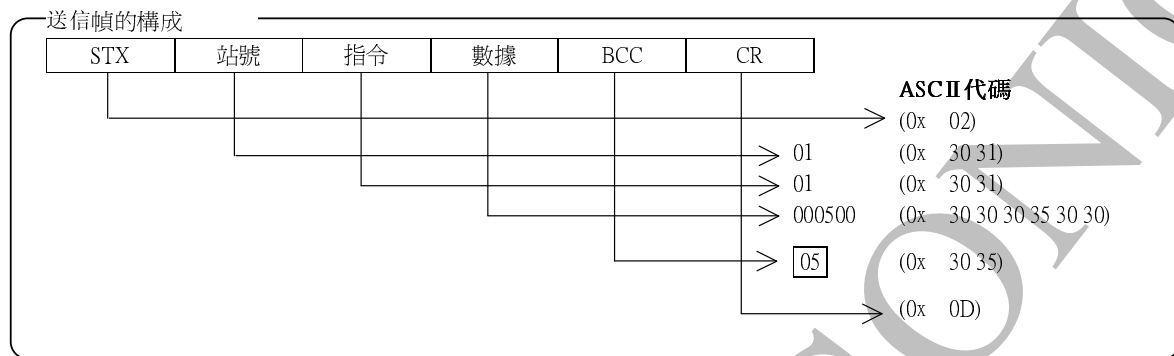 送信幀的構成
STX 站號 指令 數據 BCC CR
ASCⅡ代碼
(0x 02)
01 (0x 30 31)
01 (0x 30 31)
000500 (0x 30 30 30 35 30 30)
05 (0x 30 35)
(0x 0D)